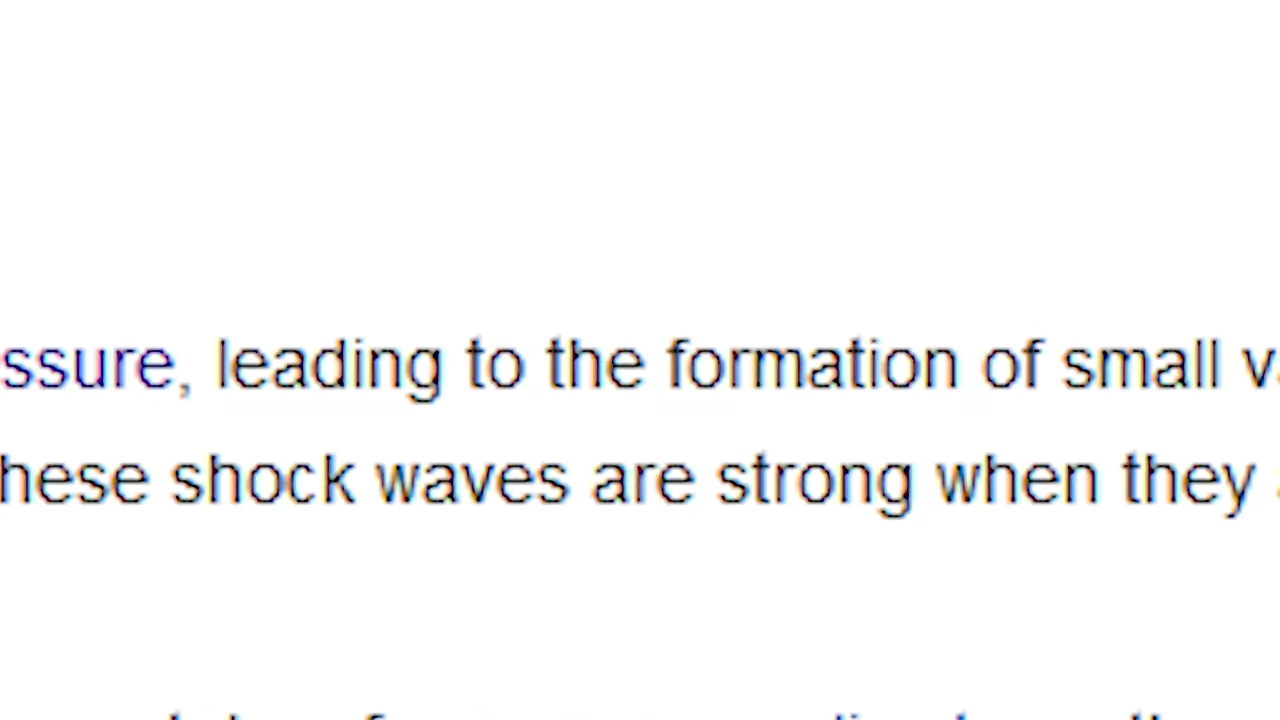 ssure, leading to the formation of small
hese shock waves are strong when they